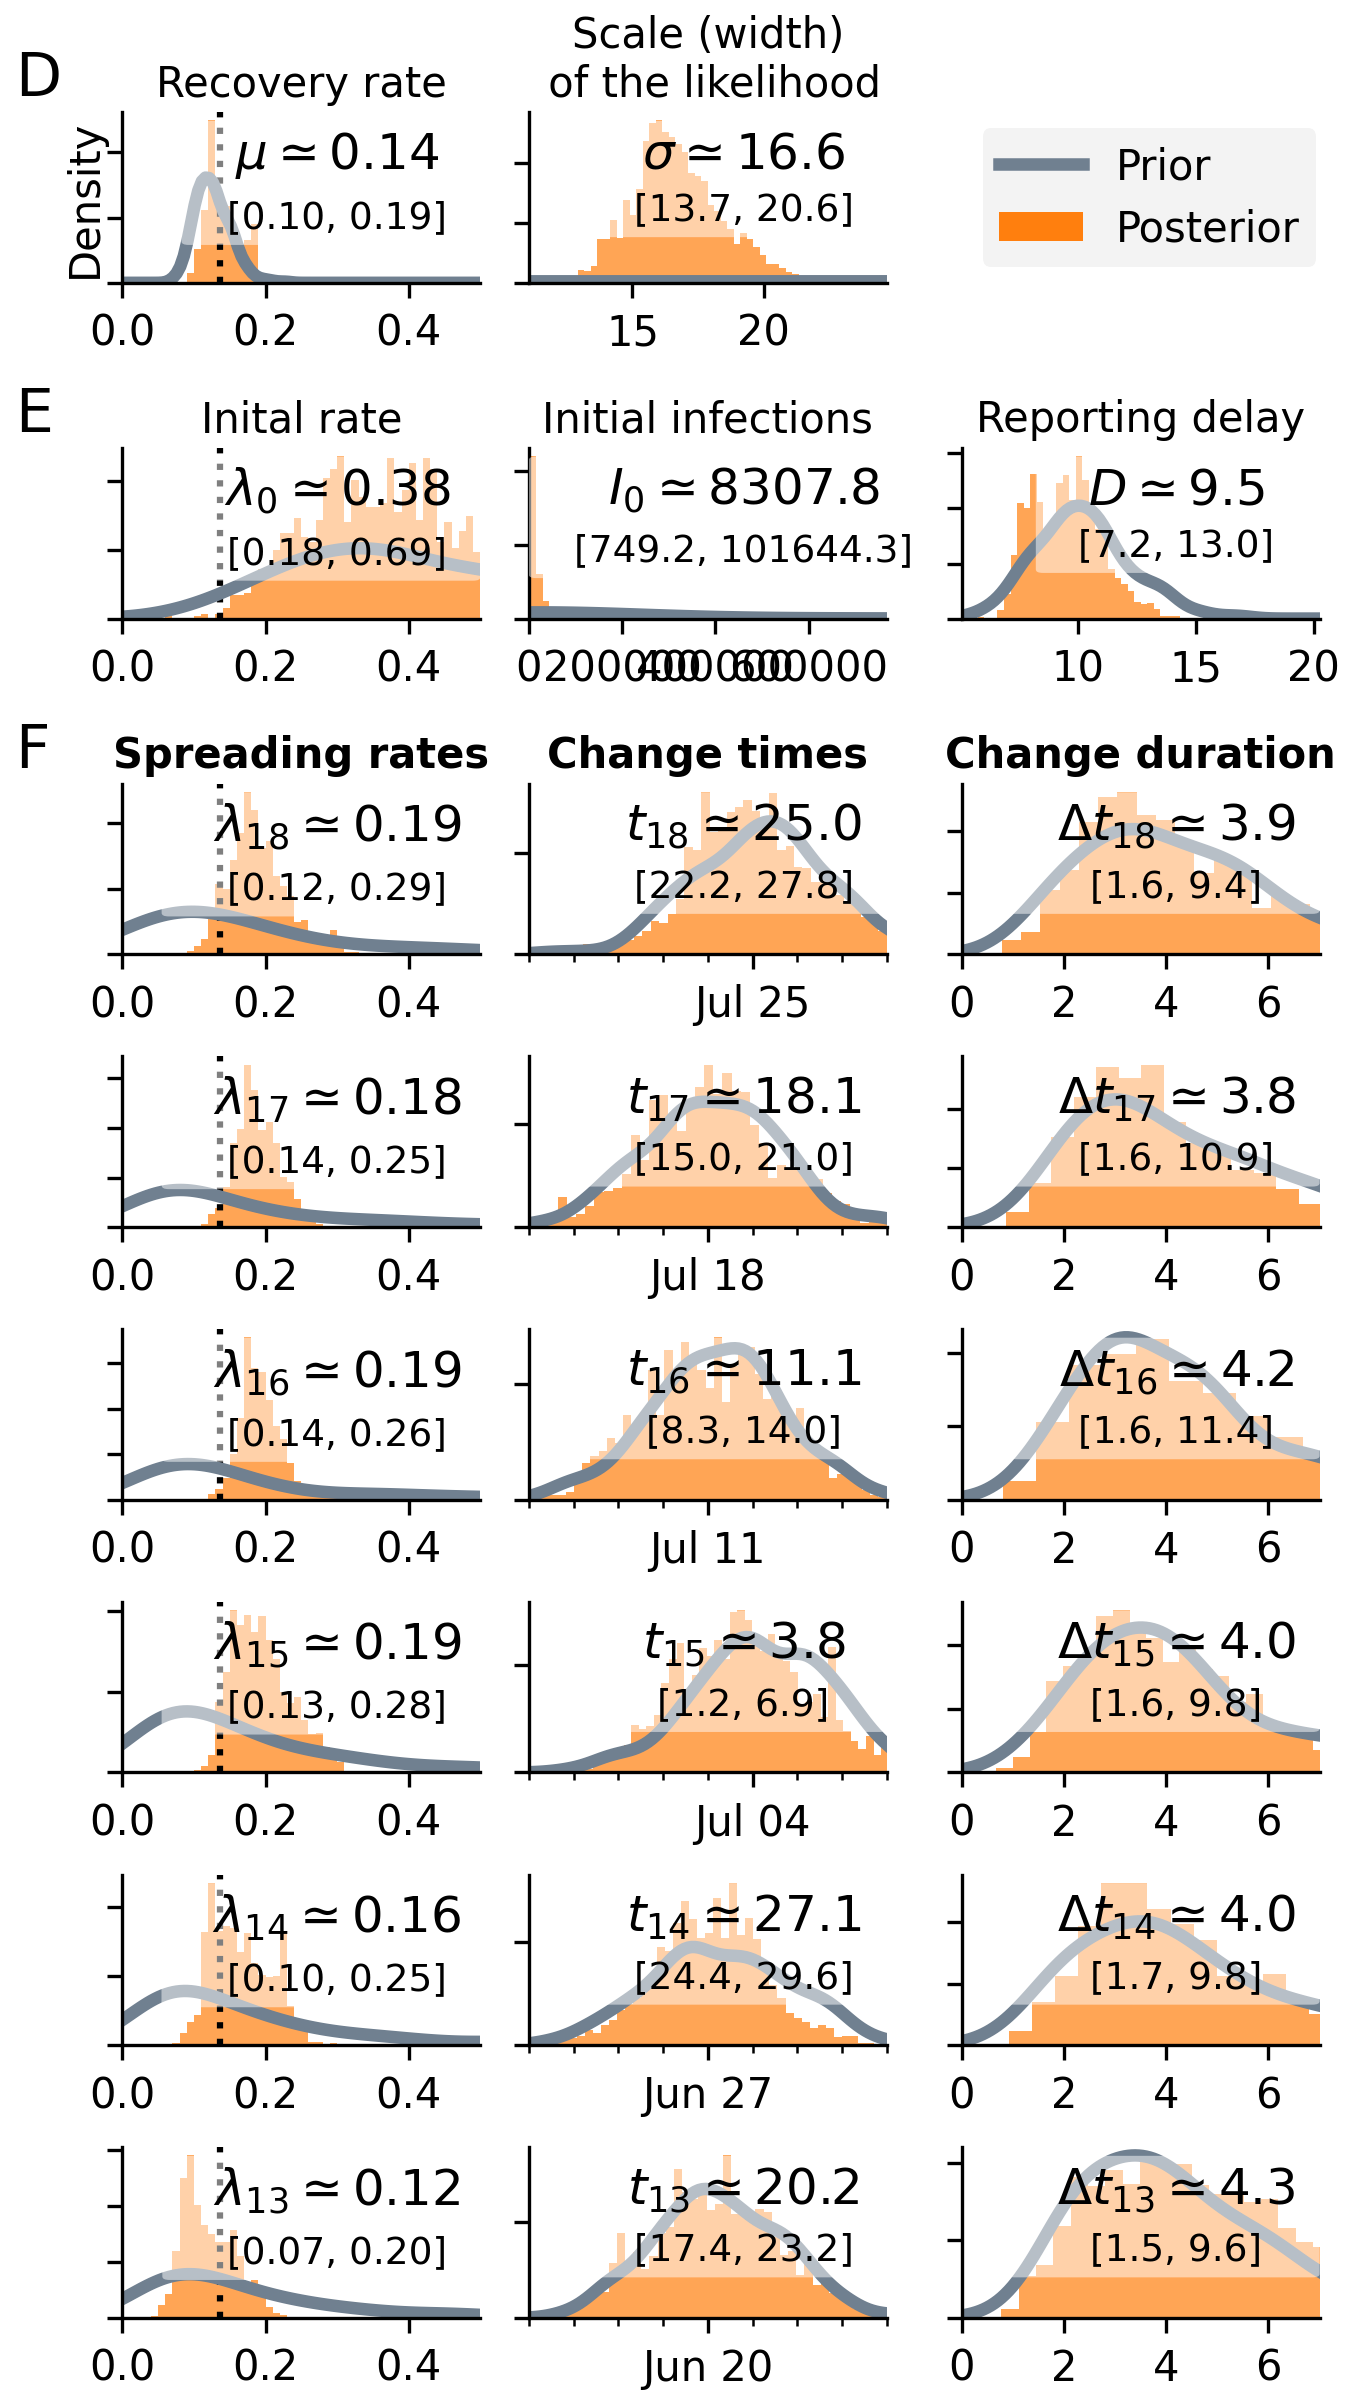 D
Recovery rate
Scale (width)
of the likelihood
Density
μ ≃ 0.14
[0.10, 0.19]
σ ≃ 16.6
[13.7, 20.6]
Prior
Posterior
0.0 0.2 0.4
15 20
E
Inital rate
Initial infections
Reporting delay
λ0 ≃ 0.38
[0.18, 0.69]
I0 ≃ 8307.8
[749.2, 101644.3]
D ≃ 9.5
[7.2, 13.0]
0.0 0.2 0.4
0 200000 400000 600000
10 15 20
F
Spreading rates
Change times
Change duration
λ18 ≃ 0.19
[0.12, 0.29]
t18 ≃ 25.0
[22.2, 27.8]
Δt18 ≃ 3.9
[1.6, 9.4]
0.0 0.2 0.4
Jul 25
0 2 4 6
λ17 ≃ 0.18
[0.14, 0.25]
t17 ≃ 18.1
[15.0, 21.0]
Δt17 ≃ 3.8
[1.6, 10.9]
0.0 0.2 0.4
Jul 18
0 2 4 6
λ16 ≃ 0.19
[0.14, 0.26]
t16 ≃ 11.1
[8.3, 14.0]
Δt16 ≃ 4.2
[1.6, 11.4]
0.0 0.2 0.4
Jul 11
0 2 4 6
λ15 ≃ 0.19
[0.13, 0.28]
t15 ≃ 3.8
[1.2, 6.9]
Δt15 ≃ 4.0
[1.6, 9.8]
0.0 0.2 0.4
Jul 04
0 2 4 6
λ14 ≃ 0.16
[0.10, 0.25]
t14 ≃ 27.1
[24.4, 29.6]
Δt14 ≃ 4.0
[1.7, 9.8]
0.0 0.2 0.4
Jun 27
0 2 4 6
λ13 ≃ 0.12
[0.07, 0.20]
t13 ≃ 20.2
[17.4, 23.2]
Δt13 ≃ 4.3
[1.5, 9.6]
0.0 0.2 0.4
Jun 20
0 2 4 6